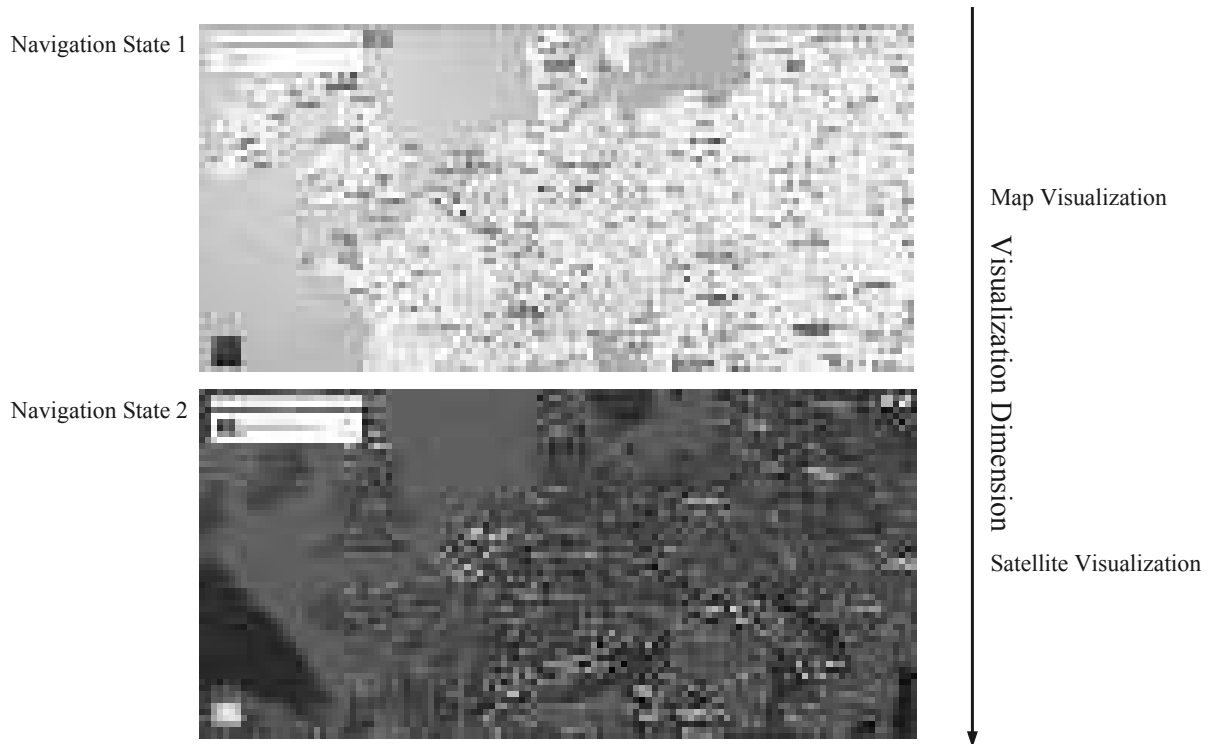 Navigation State 1
Map Visualization
Visualization Dimension
Navigation State 2
Satellite Visualization